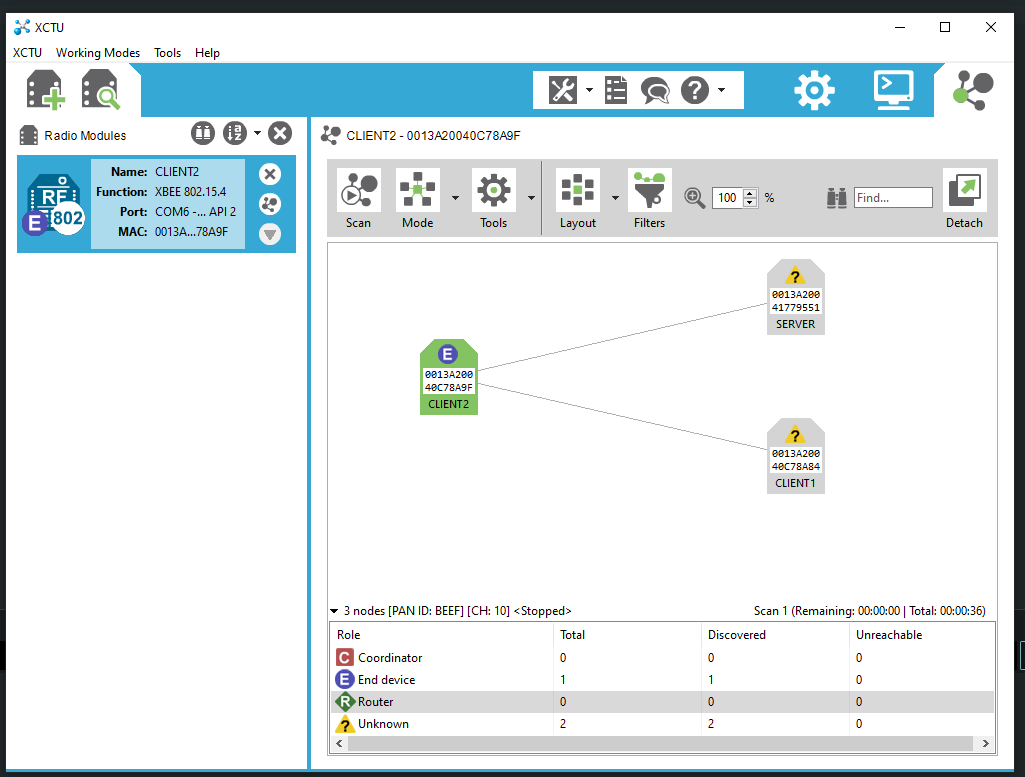 XCTU
XCTU Working Modes Tools Help
Radio Modules
CLIENT2 - 0013A20040C78A9F
RF
802
E
Name: CLIENT2
Function: XBEE 802.15.4
Port: COM6 -... API 2
MAC: 0013A...78A9F
Scan Mode Tools Layout Filters 100 % Find... Detach
?
0013A200
41779551
SERVER
E
0013A200
40C78A9F
CLIENT2
?
0013A200
40C78A84
CLIENT1
3 nodes [PAN ID: BEEF] [CH: 10] <Stopped> Scan 1 (Remaining: 00:00:00 | Total: 00:00:36)
Role Total Discovered Unreachable
C Coordinator 0 0 0
E End device 1 1 0
R Router 0 0 0
? Unknown 2 2 0